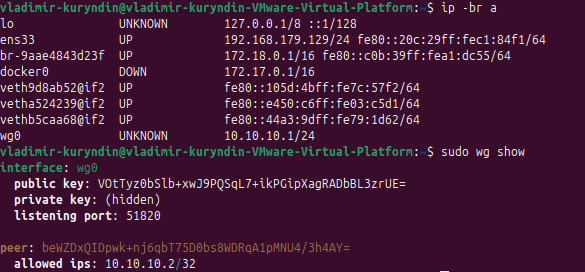 vladimir-kuryndin@vladimir-kuryndin-VMware-Virtual-Platform:~$ ip -br a
lo UNKNOWN 127.0.0.1/8 ::1/128
ens33 UP 192.168.179.129/24 fe80::20c:29ff:fec1:84f1/64
br-9aae4843d23f UP 172.18.0.1/16 fe80::c0b:39ff:fea1:dc55/64
docker0 DOWN 172.17.0.1/16
veth9d8ab52@if2 UP fe80::105d:4bff:fe7c:57f2/64
vetha524239@if2 UP fe80::e450:c6ff:fe03:c5d1/64
vethb5caa68@if2 UP fe80::44a3:9dff:fe79:1d62/64
wg0 UNKNOWN 10.10.10.1/24
vladimir-kuryndin@vladimir-kuryndin-VMware-Virtual-Platform:~$ sudo wg show
interface: wg0
public key: VOtTyz0bSlb+xwJ9PQSqL7+ikPGipXagRADbBL3zrUE=
private key: (hidden)
listening port: 51820
peer: beWZDxQIDpwk+nj6qbT75D0bs8WDRqA1pMNU4/3h4AY=
allowed ips: 10.10.10.2/32